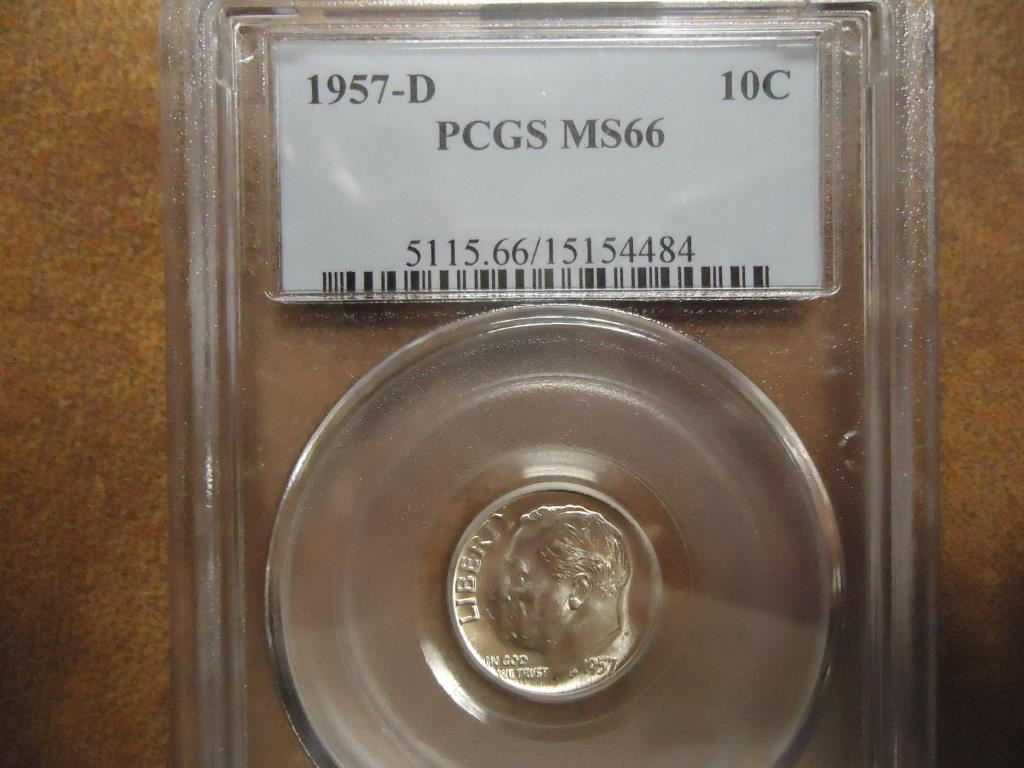 1957-D 10C
PCGS MS66
5115.66/15154484
LIBERTY
IN GOD
WE TRUST
1957